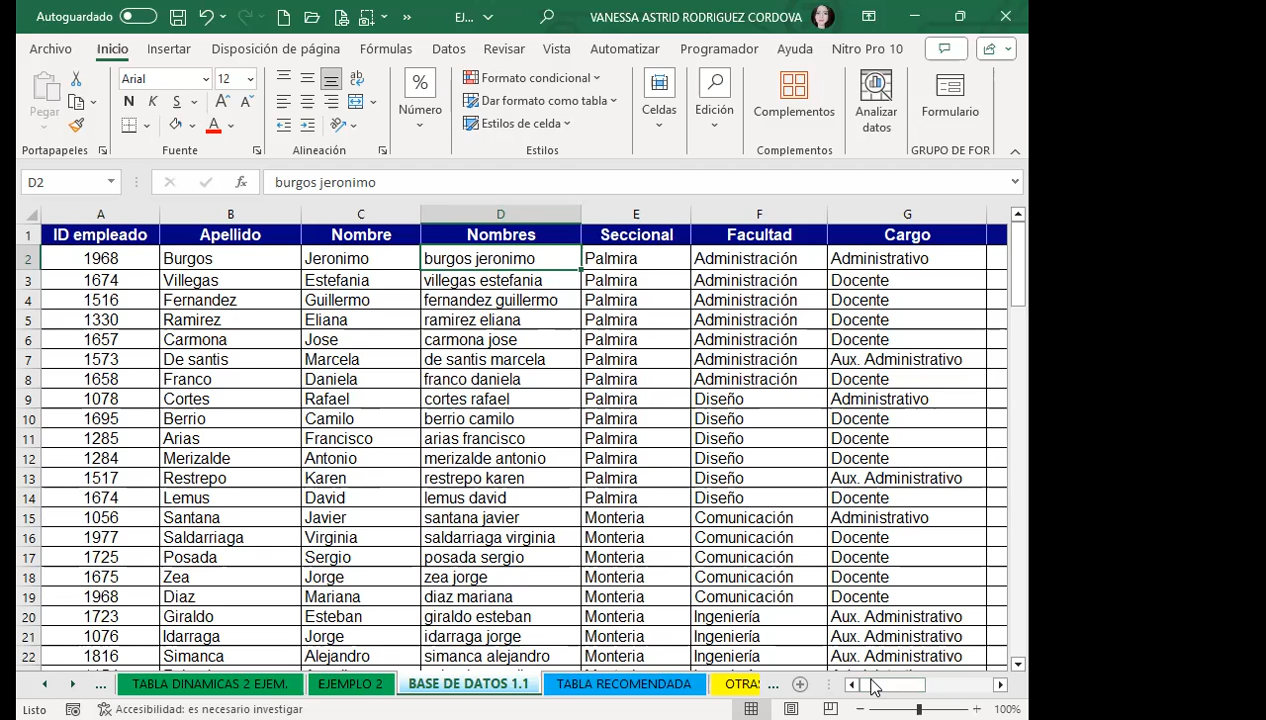 Autoguardado EJ... VANESSA ASTRID RODRIGUEZ CORDOVA
Archivo Inicio Insertar Disposición de página Fórmulas Datos Revisar Vista Automatizar Programador Ayuda Nitro Pro 10
Pegar Arial 12 N K S A A A ab % Número Formato condicional Dar formato como tabla Estilos de celda Celdas Edición Complementos Analizar datos Formulario
Portapapeles Fuente Alineación Estilos Complementos GRUPO DE FOR
D2 fx burgos jeronimo
A B C D E F G
1 ID empleado Apellido Nombre Nombres Seccional Facultad Cargo
2 1968 Burgos Jeronimo burgos jeronimo Palmira Administración Administrativo
3 1674 Villegas Estefania villegas estefania Palmira Administración Docente
4 1516 Fernandez Guillermo fernandez guillermo Palmira Administración Docente
5 1330 Ramirez Eliana ramirez eliana Palmira Administración Docente
6 1657 Carmona Jose carmona jose Palmira Administración Docente
7 1573 De santis Marcela de santis marcela Palmira Administración Aux. Administrativo
8 1658 Franco Daniela franco daniela Palmira Administración Docente
9 1078 Cortes Rafael cortes rafael Palmira Diseño Administrativo
10 1695 Berrio Camilo berrio camilo Palmira Diseño Docente
11 1285 Arias Francisco arias francisco Palmira Diseño Docente
12 1284 Merizalde Antonio merizalde antonio Palmira Diseño Docente
13 1517 Restrepo Karen restrepo karen Palmira Diseño Aux. Administrativo
14 1674 Lemus David lemus david Palmira Diseño Docente
15 1056 Santana Javier santana javier Monteria Comunicación Administrativo
16 1977 Saldarriaga Virginia saldarriaga virginia Monteria Comunicación Docente
17 1725 Posada Sergio posada sergio Monteria Comunicación Docente
18 1675 Zea Jorge zea jorge Monteria Comunicación Docente
19 1968 Diaz Mariana diaz mariana Monteria Comunicación Docente
20 1723 Giraldo Esteban giraldo esteban Monteria Ingeniería Aux. Administrativo
21 1076 Idarraga Jorge idarraga jorge Monteria Ingeniería Aux. Administrativo
22 1816 Simanca Alejandro simanca alejandro Monteria Ingeniería Aux. Administrativo
... TABLA DINAMICAS 2 EJEM. EJEMPLO 2 BASE DE DATOS 1.1 TABLA RECOMENDADA OTRAS ...
Listo Accesibilidad: es necesario investigar 100%